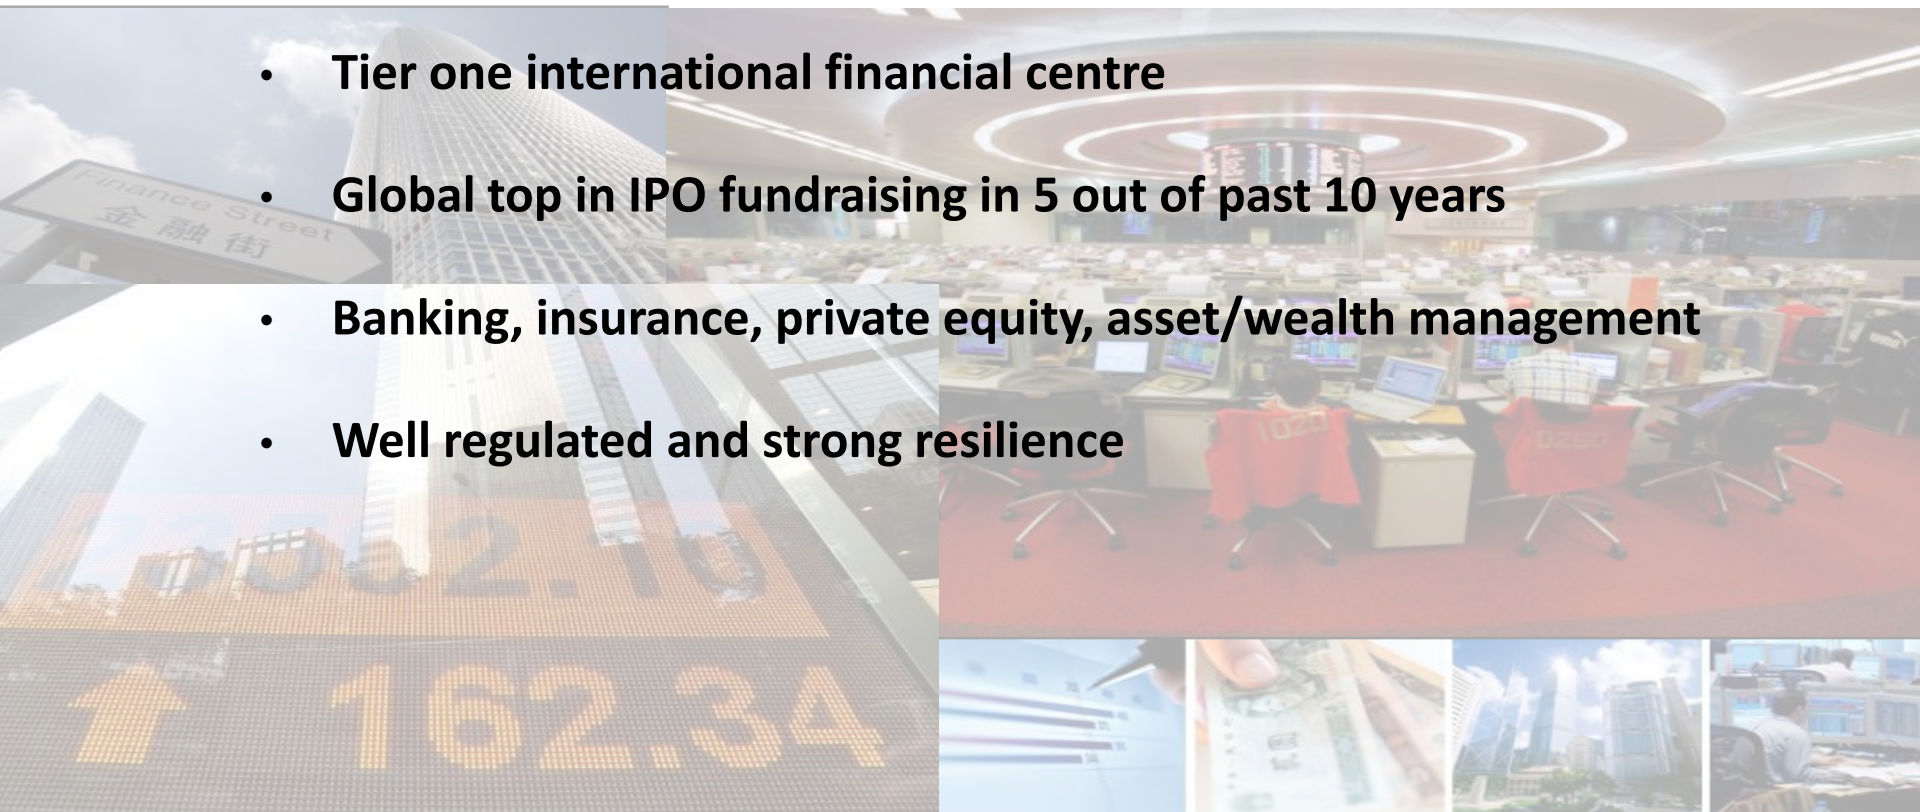 • Tier one international financial centre
• Global top in IPO fundraising in 5 out of past 10 years
Finance Street
金融街
• Banking, insurance, private equity, asset/wealth management
• Well regulated and strong resilience
1020
162.34